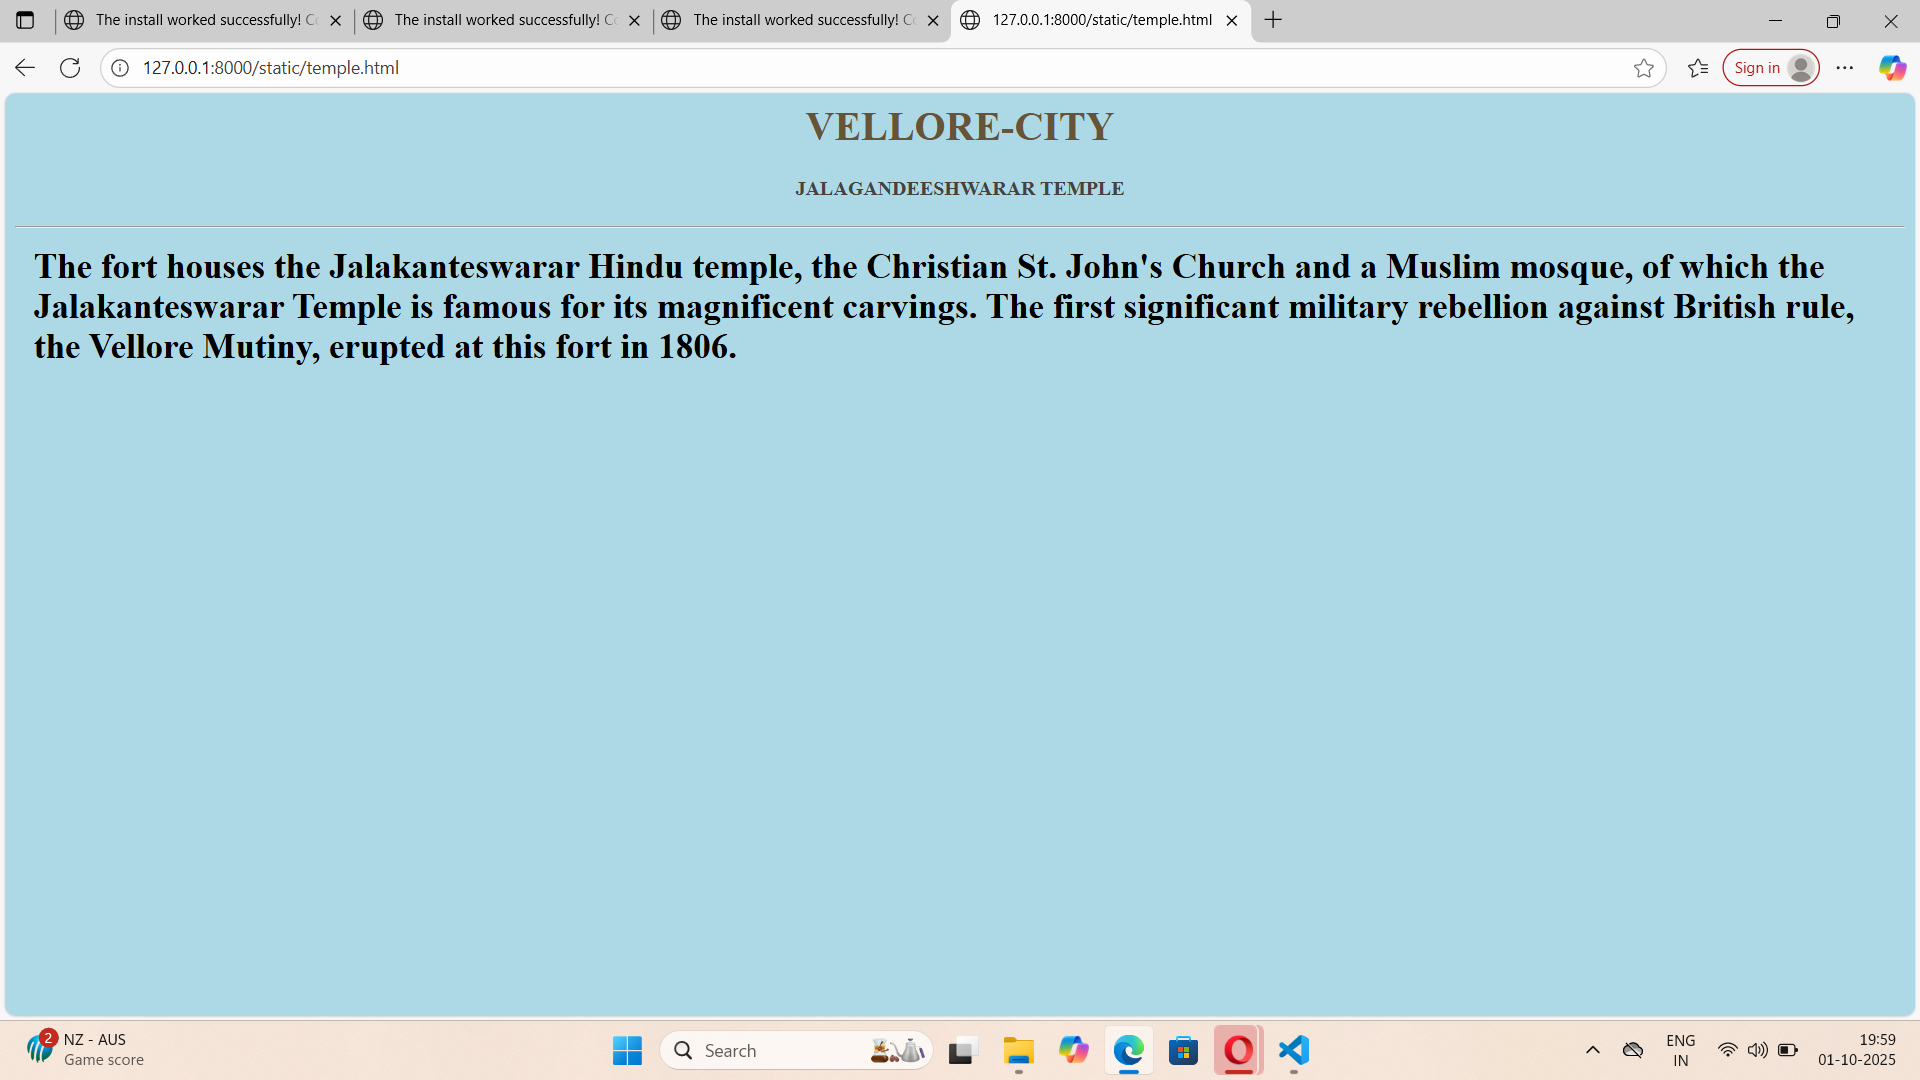 The install worked successfully! Co
The install worked successfully! Co
The install worked successfully! Co
127.0.0.1:8000/static/temple.html
127.0.0.1:8000/static/temple.html
Sign in
VELLORE-CITY
JALAGANDEESHWARAR TEMPLE
The fort houses the Jalakanteswarar Hindu temple, the Christian St. John's Church and a Muslim mosque, of which the
Jalakanteswarar Temple is famous for its magnificent carvings. The first significant military rebellion against British rule,
the Vellore Mutiny, erupted at this fort in 1806.
2
NZ - AUS
Game score
Search
ENG
IN
19:59
01-10-2025